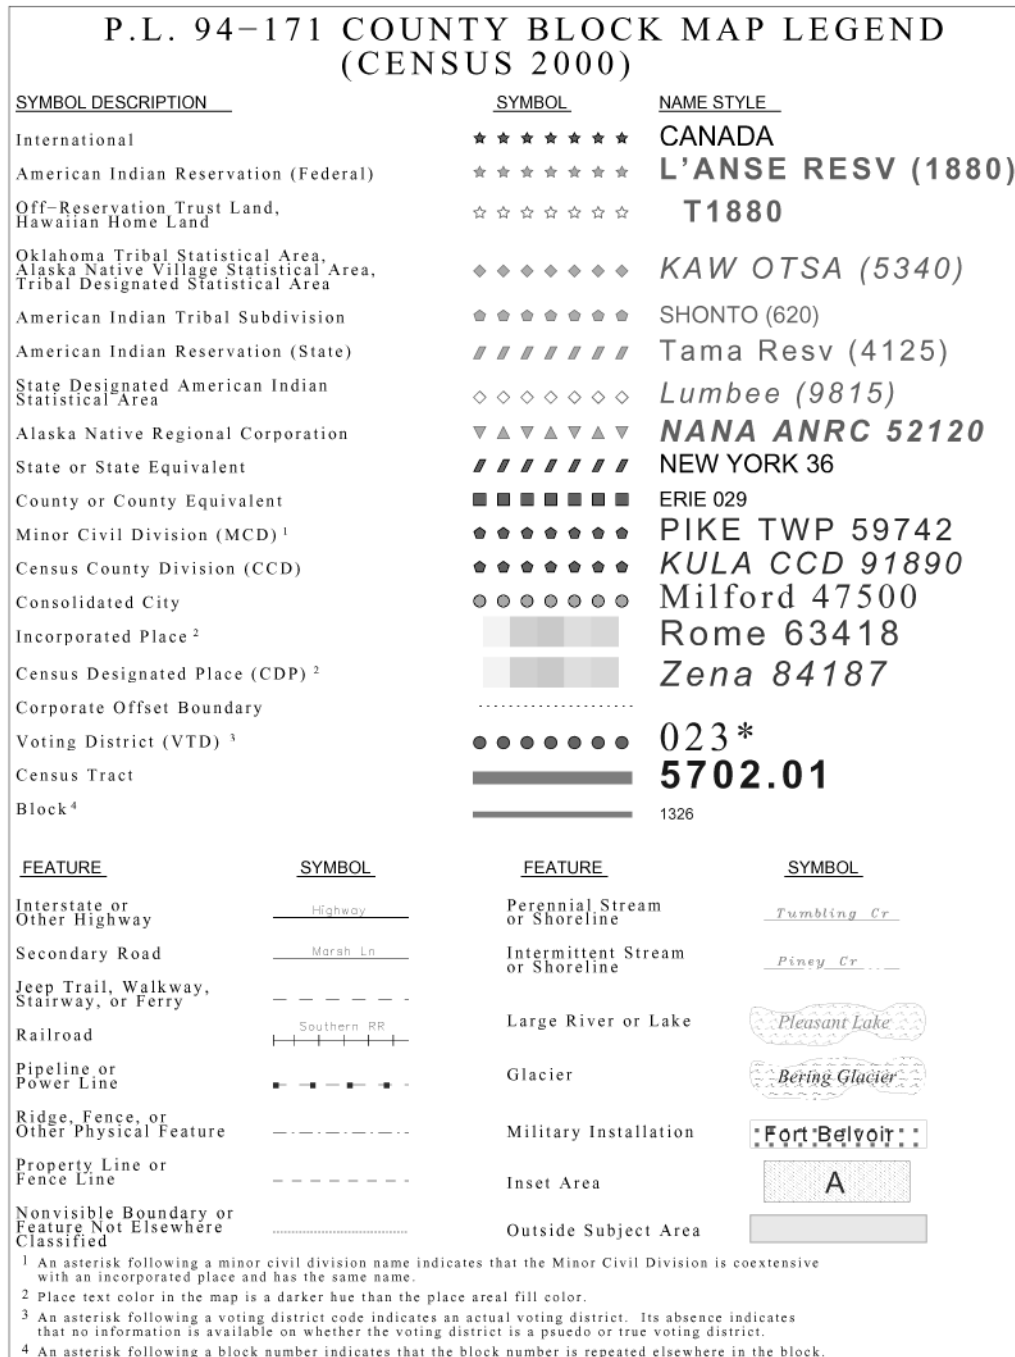 P.L. 94-171 COUNTY BLOCK MAP LEGEND
(CENSUS 2000)
SYMBOL DESCRIPTION SYMBOL NAME STYLE
International CANADA
American Indian Reservation (Federal) L'ANSE RESV (1880)
Off-Reservation Trust Land,
Hawaiian Home Land T1880
Oklahoma Tribal Statistical Area,
Alaska Native Village Statistical Area,
Tribal Designated Statistical Area KAW OTSA (5340)
American Indian Tribal Subdivision SHONTO (620)
American Indian Reservation (State) Tama Resv (4125)
State Designated American Indian
Statistical Area Lumbee (9815)
Alaska Native Regional Corporation NANA ANRC 52120
State or State Equivalent NEW YORK 36
County or County Equivalent ERIE 029
Minor Civil Division (MCD) 1 PIKE TWP 59742
Census County Division (CCD) KULA CCD 91890
Consolidated City Milford 47500
Incorporated Place 2 Rome 63418
Census Designated Place (CDP) 2 Zena 84187
Corporate Offset Boundary
Voting District (VTD) 3 023*
Census Tract 5702.01
Block 4 1326
FEATURE SYMBOL
Interstate or
Other Highway Highway
Secondary Road Marsh Ln
Jeep Trail, Walkway,
Stairway, or Ferry
Railroad Southern RR
Pipeline or
Power Line
Ridge, Fence, or
Other Physical Feature
Property Line or
Fence Line
Nonvisible Boundary or
Feature Not Elsewhere
Classified
FEATURE SYMBOL
Perennial Stream
or Shoreline Tumbling Cr
Intermittent Stream
or Shoreline Piney Cr
Large River or Lake Pleasant Lake
Glacier Bering Glacier
Military Installation Fort Belvoir
Inset Area A
Outside Subject Area
1 An asterisk following a minor civil division name indicates that the Minor Civil Division is coextensive
with an incorporated place and has the same name.
2 Place text color in the map is a darker hue than the place areal fill color.
3 An asterisk following a voting district code indicates an actual voting district. Its absence indicates
that no information is available on whether the voting district is a psuedo or true voting district.
4 An asterisk following a block number indicates that the block number is repeated elsewhere in the block.